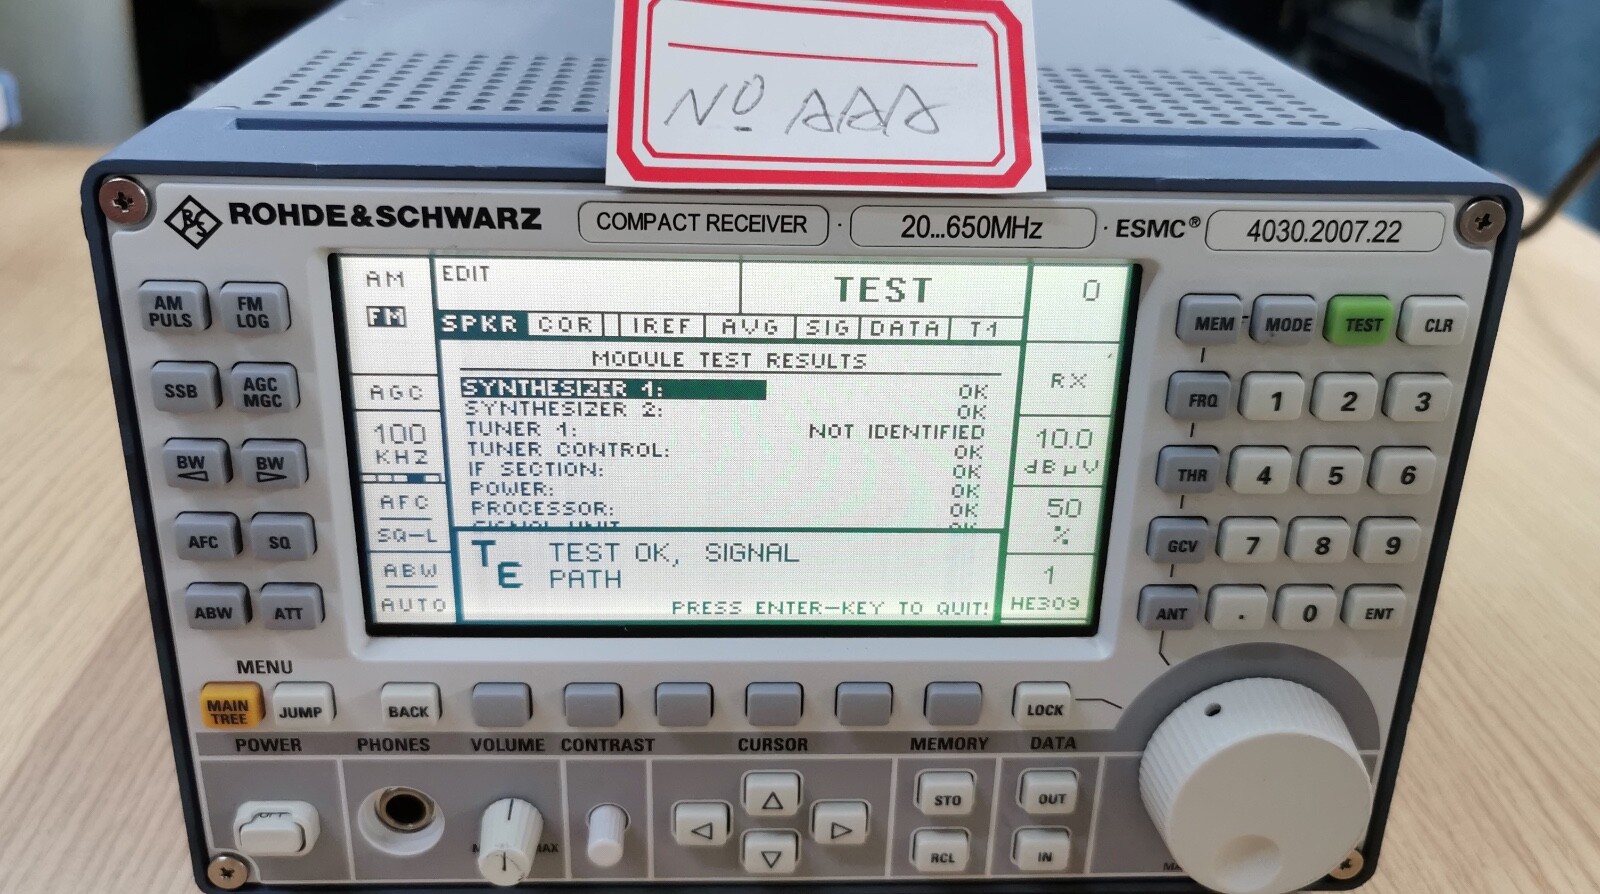 Nº AAA
ROHDE&SCHWARZ COMPACT RECEIVER · 20...650MHz · ESMC® 4030.2007.22
AM
FM
AGC
100
KHZ
AFC
SQ-L
ABW
AUTO
EDIT
TEST
SPKR COR IREF AVG SIG DATA T1
MODULE TEST RESULTS
SYNTHESIZER 1: OK
SYNTHESIZER 2: OK
TUNER 1: NOT IDENTIFIED
TUNER CONTROL: OK
IF SECTION: OK
POWER: OK
PROCESSOR: OK
SIGNAL UNIT OK
TE TEST OK, SIGNAL
PATH
PRESS ENTER-KEY TO QUIT!
0
RX
10.0
dBµV
50
%
1
HE309
AM PULS
FM LOG
SSB
AGC MGC
BW
BW
AFC
SQ
ABW
ATT
MEM MODE TEST CLR
FRQ 1 2 3
THR 4 5 6
GCV 7 8 9
ANT . 0 ENT
MENU
MAIN TREE JUMP BACK LOCK
POWER PHONES VOLUME CONTRAST CURSOR MEMORY DATA
OFF
MAX
STO
RCL
OUT
IN